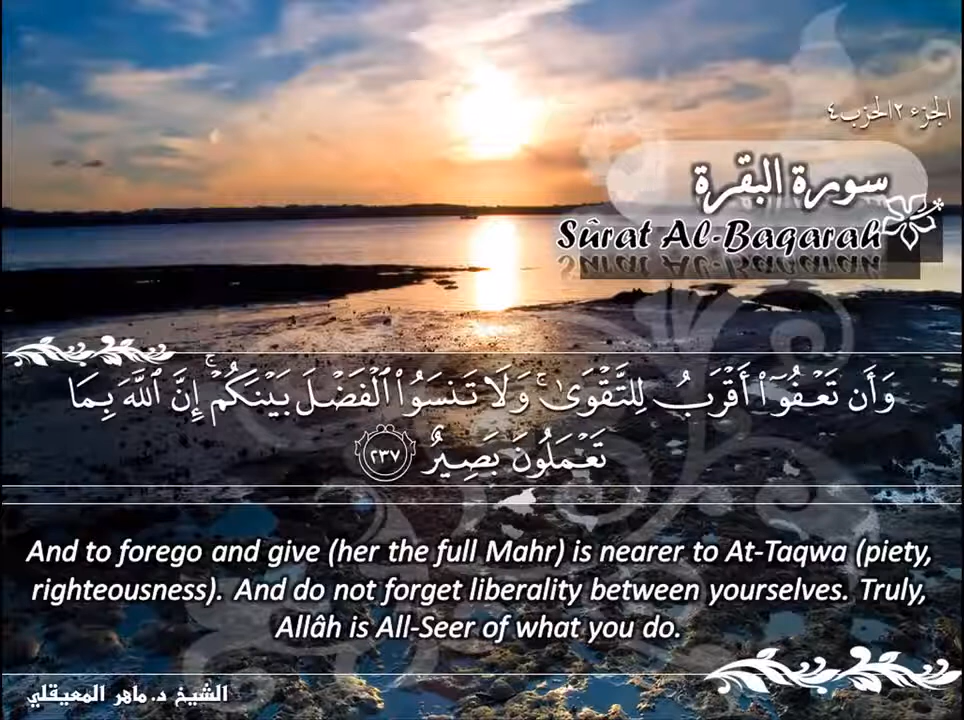 الجزء ٢ الحزب ٤
سورة البقرة
Sûrat Al-Baqarah
وَأَن تَعْفُوٓا۟ أَقْرَبُ لِلتَّقْوَىٰ ۚ وَلَا تَنسَوُا۟ ٱلْفَضْلَ بَيْنَكُمْ ۚ إِنَّ ٱللَّهَ بِمَا
تَعْمَلُونَ بَصِيرٌ ٢٣٧
And to forego and give (her the full Mahr) is nearer to At-Taqwa (piety,
righteousness). And do not forget liberality between yourselves. Truly,
Allâh is All-Seer of what you do.
الشيخ د. ماهر المعيقلي